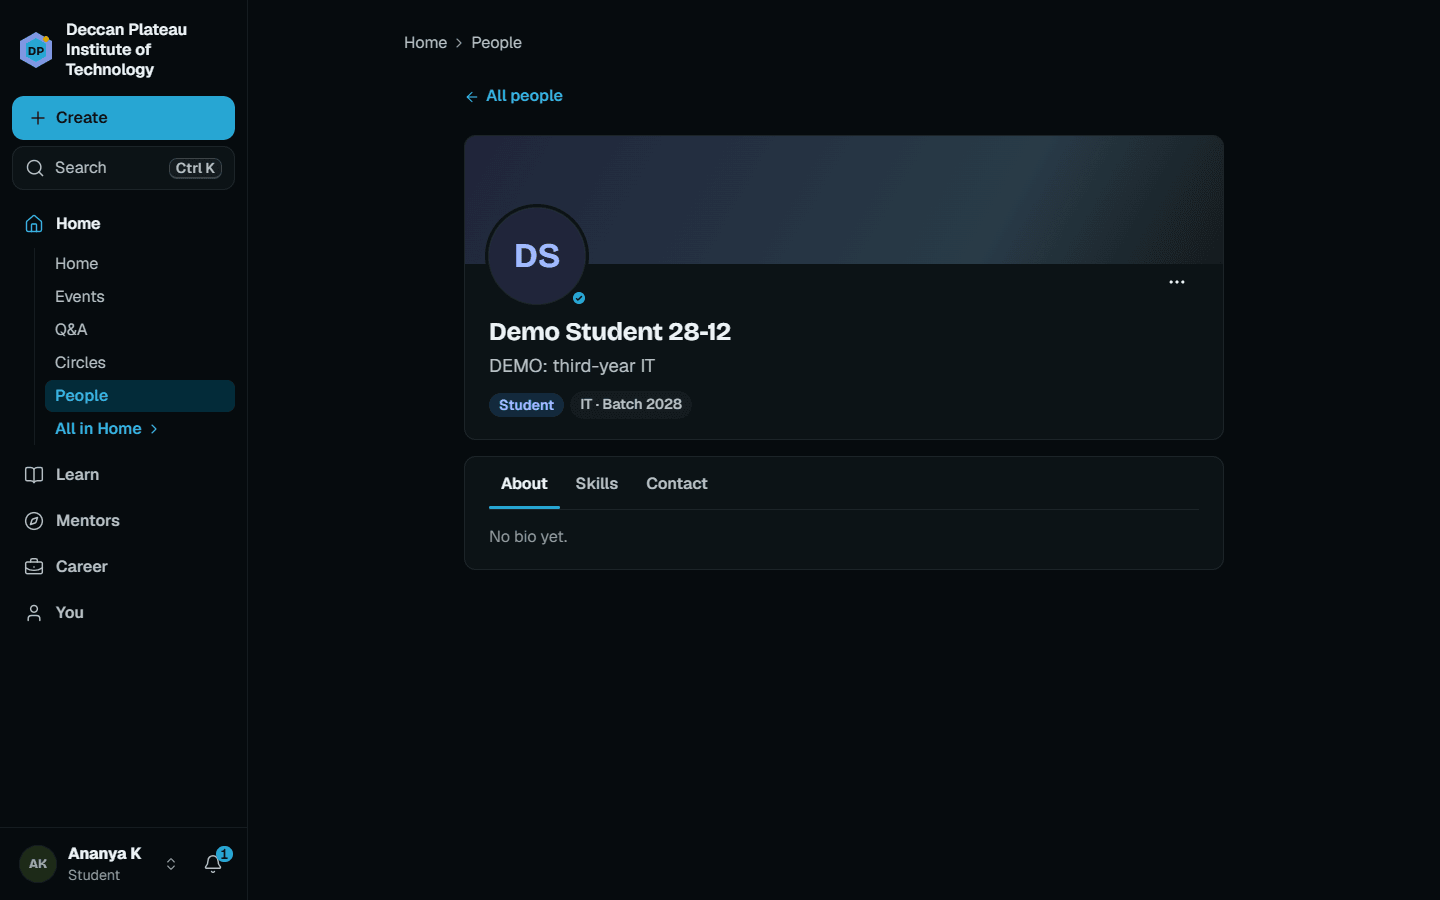 DP
Deccan Plateau
Institute of
Technology
Create
Search Ctrl K
Home
Home
Events
Q&A
Circles
People
All in Home
Learn
Mentors
Career
You
AK
Ananya K
Student
1
Home People
All people
DS
Demo Student 28-12
DEMO: third-year IT
Student IT · Batch 2028
About Skills Contact
No bio yet.